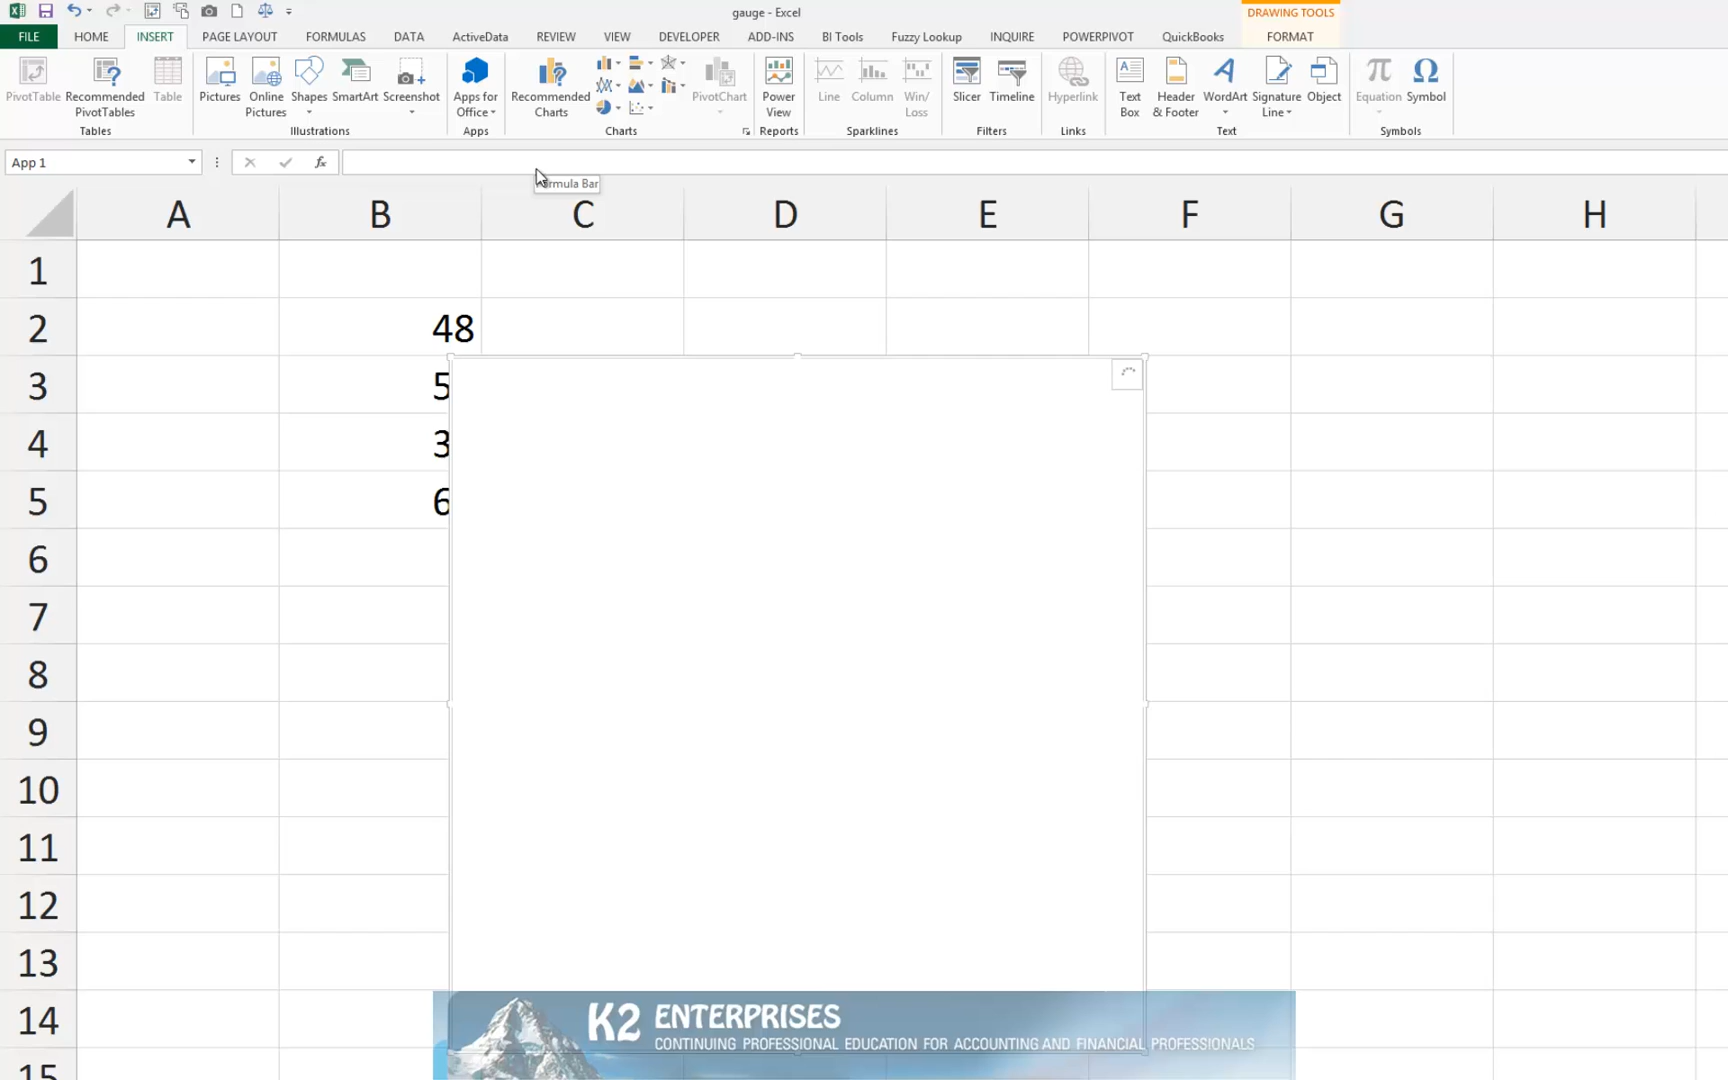 gauge - Excel
DRAWING TOOLS
FILE HOME INSERT PAGE LAYOUT FORMULAS DATA ActiveData REVIEW VIEW DEVELOPER ADD-INS BI Tools Fuzzy Lookup INQUIRE POWERPIVOT QuickBooks FORMAT
PivotTable Recommended PivotTables Table Pictures Online Pictures Shapes SmartArt Screenshot Apps for Office Recommended Charts PivotChart Power View Line Column Win/Loss Slicer Timeline Hyperlink Text Box Header & Footer WordArt Signature Line Object Equation Symbol
Tables Illustrations Apps Charts Reports Sparklines Filters Links Text Symbols
App 1 fx
Formula Bar
A B C D E F G H
1
2 48
3 5
4 3
5 6
6
7
8
9
10
11
12
13
14
15
K2 ENTERPRISES
CONTINUING PROFESSIONAL EDUCATION FOR ACCOUNTING AND FINANCIAL PROFESSIONALS